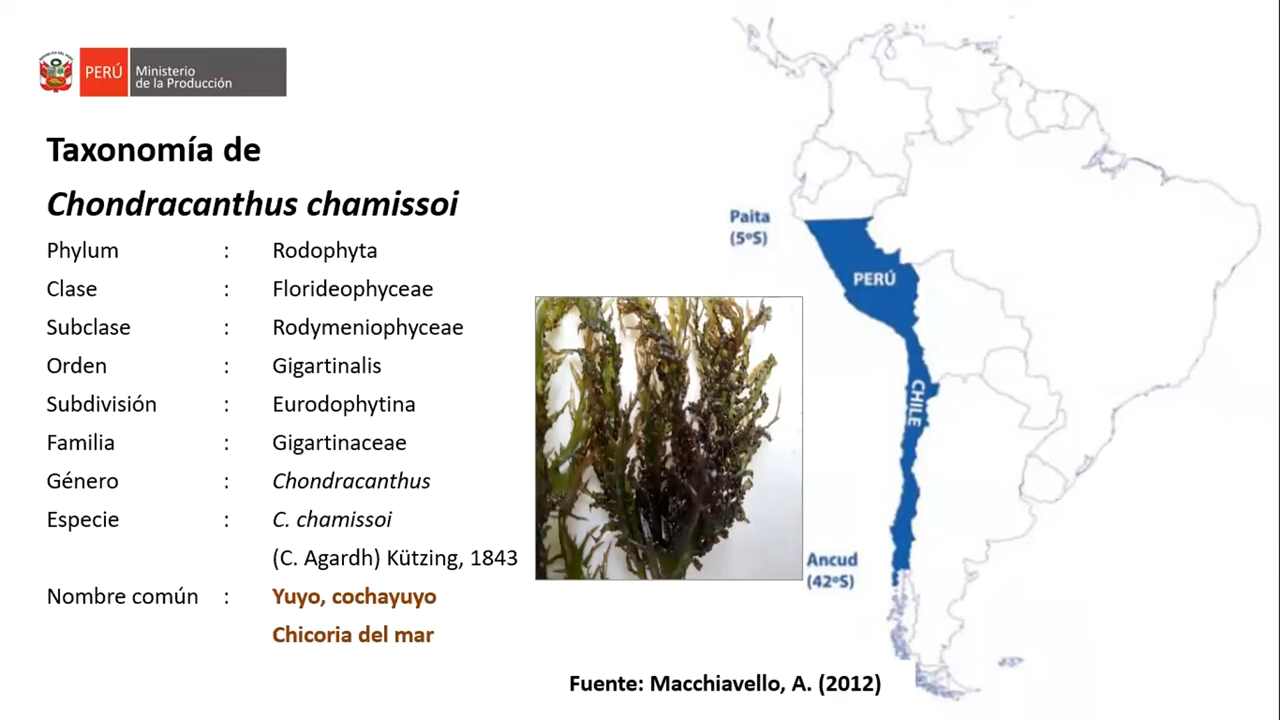 PERÚ
Ministerio
de la Producción
Taxonomía de
Chondracanthus chamissoi
Phylum : Rodophyta
Clase : Florideophyceae
Subclase : Rodymeniophyceae
Orden : Gigartinalis
Subdivisión : Eurodophytina
Familia : Gigartinaceae
Género : Chondracanthus
Especie : C. chamissoi
(C. Agardh) Kützing, 1843
Nombre común : Yuyo, cochayuyo
Chicoria del mar
Paita
(5ºS)
PERÚ
CHILE
Ancud
(42ºS)
Fuente: Macchiavello, A. (2012)